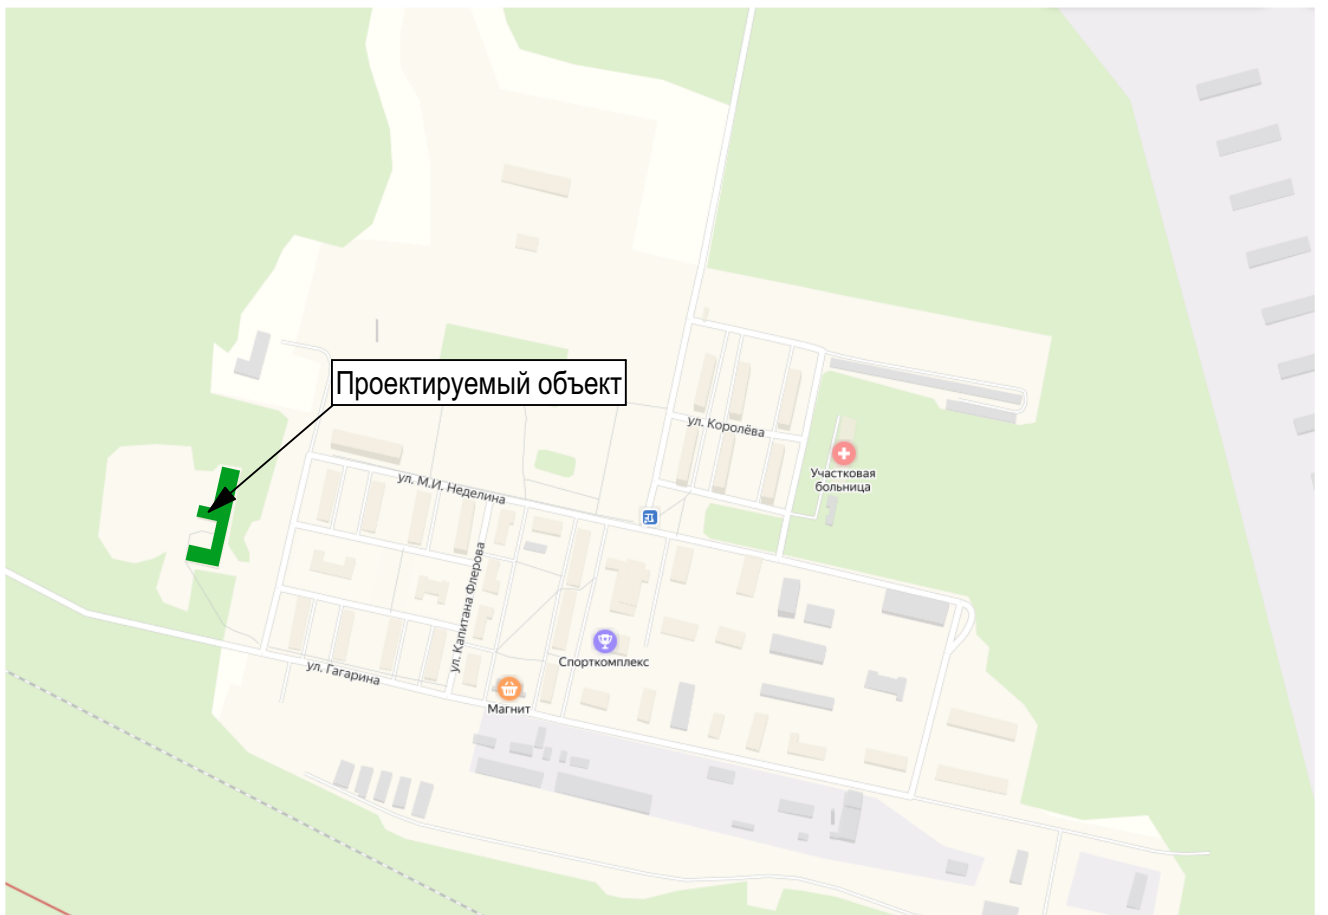 Проектируемый объект
ул. Королёва
Участковая
больница
ул. М.И. Неделина
ул. Капитана Флерова
Спорткомплекс
ул. Гагарина
Магнит